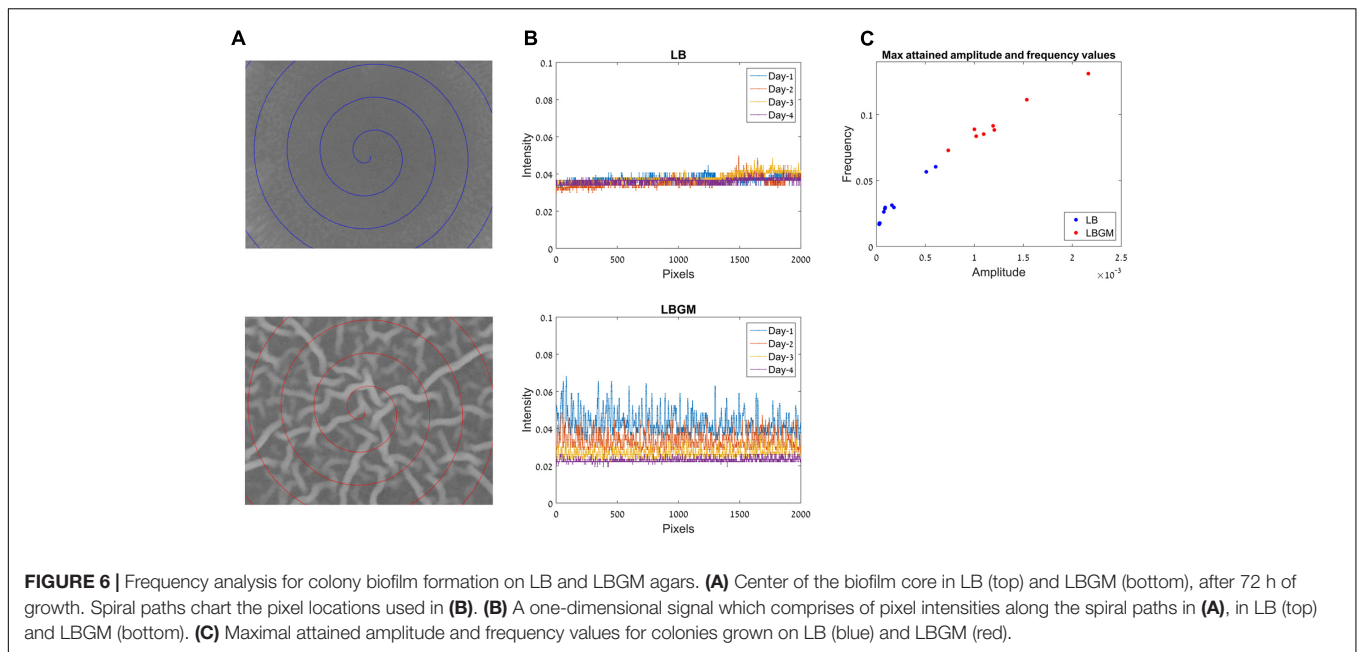 A
B
C
LB
0.1
0.08
0.06
0.04
0.02
0
Intensity
0
500
1000
1500
2000
Pixels
Day-1
Day-2
Day-3
Day-4
Max attained amplitude and frequency values
0.1
0.05
0
Frequency
0
0.5
1
1.5
2
2.5
×10⁻³
Amplitude
LB
LBGM
LBGM
0.1
0.08
0.06
0.04
0.02
0
Intensity
0
500
1000
1500
2000
Pixels
Day-1
Day-2
Day-3
Day-4
FIGURE 6 | Frequency analysis for colony biofilm formation on LB and LBGM agars. (A) Center of the biofilm core in LB (top) and LBGM (bottom), after 72 h of
growth. Spiral paths chart the pixel locations used in (B). (B) A one-dimensional signal which comprises of pixel intensities along the spiral paths in (A), in LB (top)
and LBGM (bottom). (C) Maximal attained amplitude and frequency values for colonies grown on LB (blue) and LBGM (red).